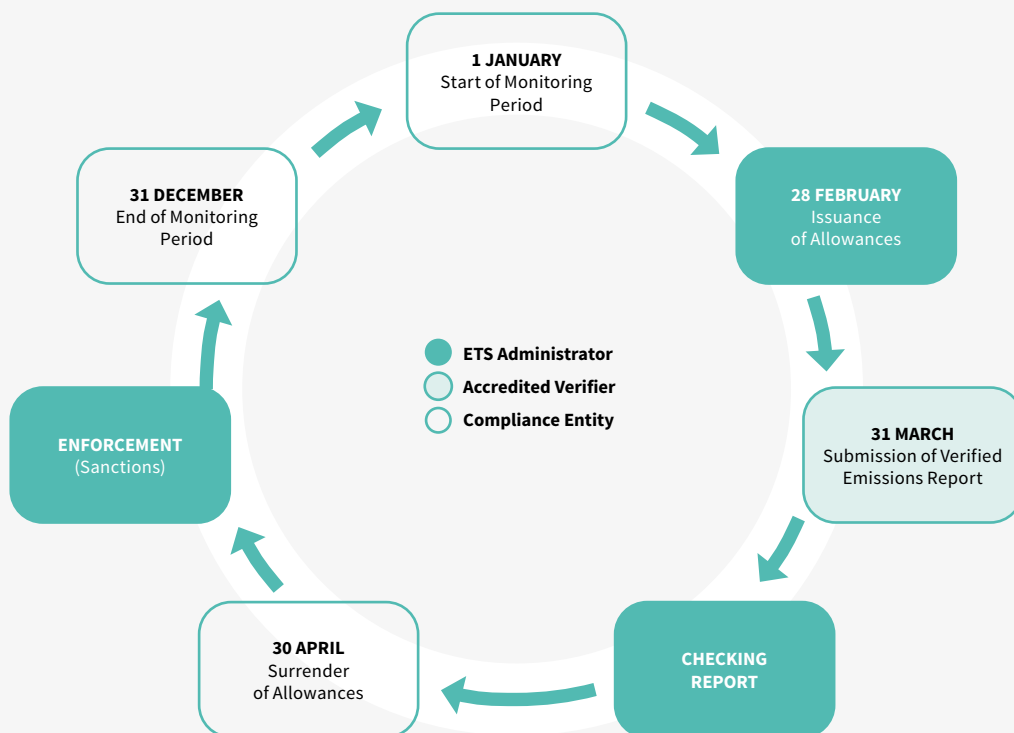 1 JANUARY
Start of Monitoring
Period
28 FEBRUARY
Issuance
of Allowances
31 MARCH
Submission of Verified
Emissions Report
CHECKING
REPORT
30 APRIL
Surrender
of Allowances
ENFORCEMENT
(Sanctions)
31 DECEMBER
End of Monitoring
Period
ETS Administrator
Accredited Verifier
Compliance Entity